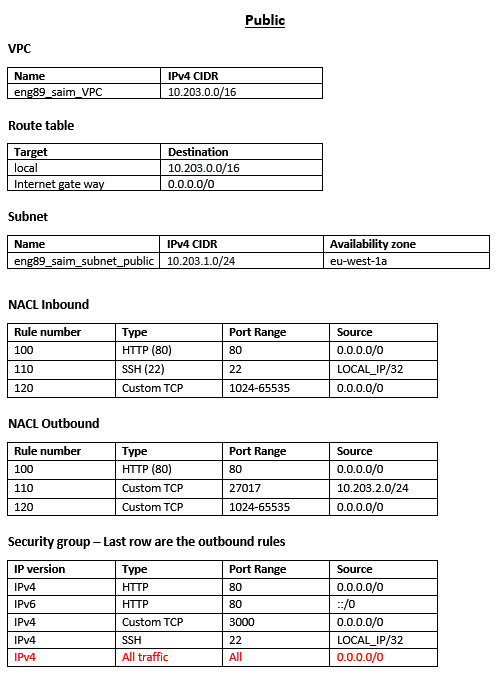 Public
VPC
Name IPv4 CIDR
eng89_saim_VPC 10.203.0.0/16
Route table
Target Destination
local 10.203.0.0/16
Internet gate way 0.0.0.0/0
Subnet
Name IPv4 CIDR Availability zone
eng89_saim_subnet_public 10.203.1.0/24 eu-west-1a
NACL Inbound
Rule number Type Port Range Source
100 HTTP (80) 80 0.0.0.0/0
110 SSH (22) 22 LOCAL_IP/32
120 Custom TCP 1024-65535 0.0.0.0/0
NACL Outbound
Rule number Type Port Range Source
100 HTTP (80) 80 0.0.0.0/0
110 Custom TCP 27017 10.203.2.0/24
120 Custom TCP 1024-65535 0.0.0.0/0
Security group – Last row are the outbound rules
IP version Type Port Range Source
IPv4 HTTP 80 0.0.0.0/0
IPv6 HTTP 80 ::/0
IPv4 Custom TCP 3000 0.0.0.0/0
IPv4 SSH 22 LOCAL_IP/32
IPv4 All traffic All 0.0.0.0/0